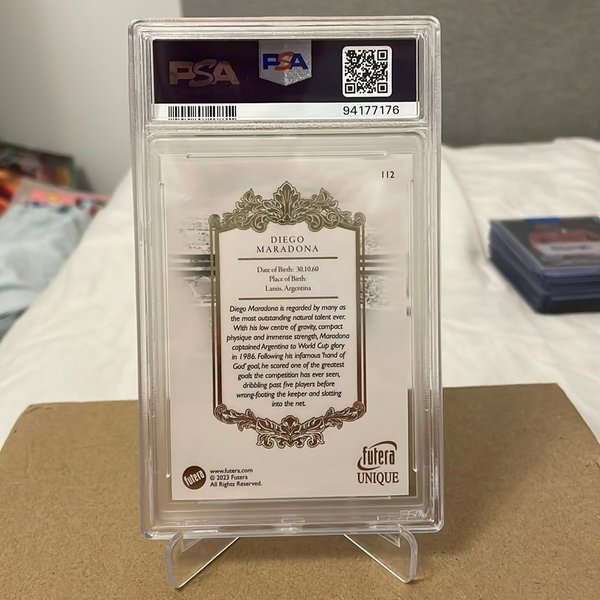 PSA
PSA
94177176
112
DIEGO
MARADONA
Date of Birth: 30.10.60
Place of Birth:
Lanús, Argentina
Diego Maradona is regarded by many as
the most outstanding natural talent ever.
With his low centre of gravity, compact
physique and immense strength, Maradona
captained Argentina to World Cup glory
in 1986. Following his infamous 'hand of
God' goal, he scored one of the greatest
goals the competition has ever seen,
dribbling past five players before
wrong-footing the keeper and slotting
into the net.
futera
www.futera.com
© 2023 Futera
All Rights Reserved.
futera
UNIQUE
PSA